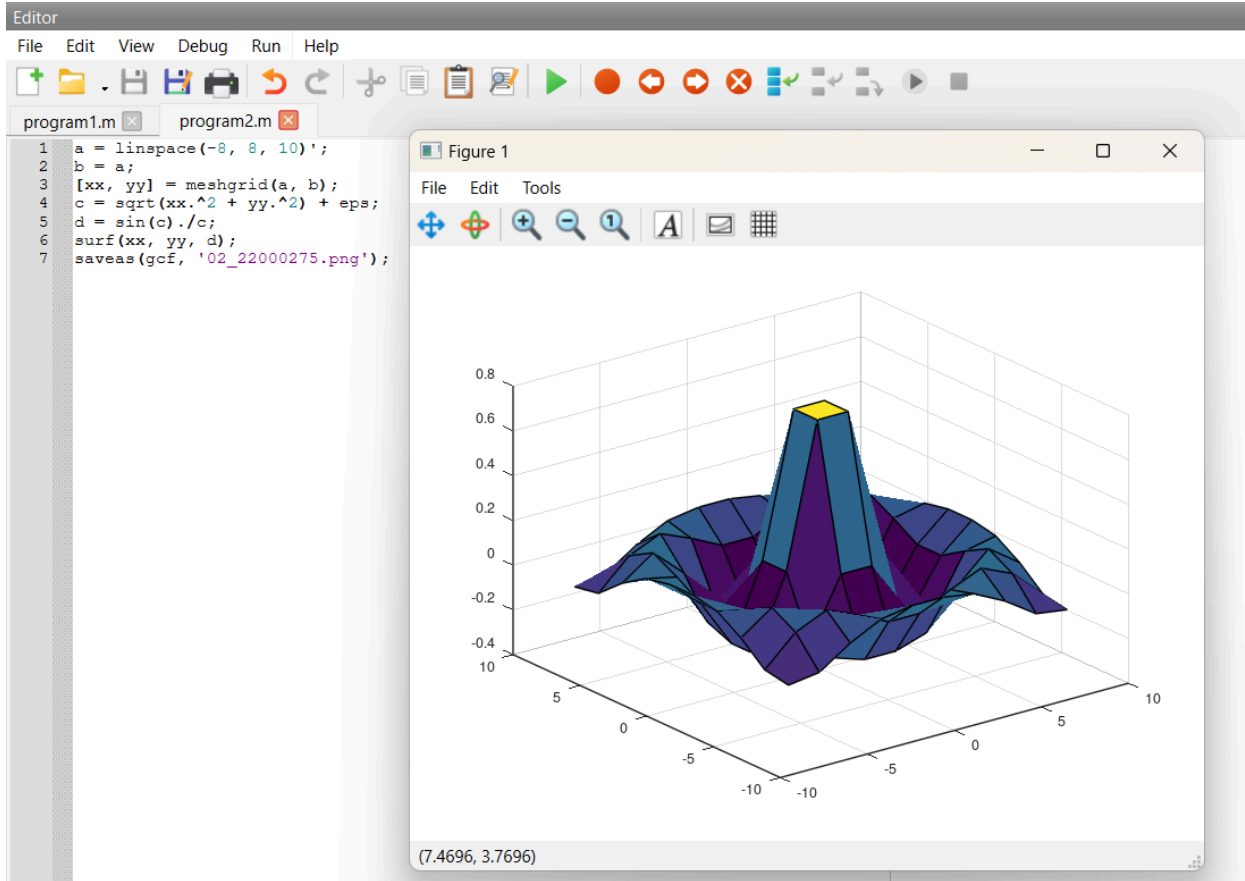 Editor
File Edit View Debug Run Help
program1.m program2.m
1 a = linspace(-8, 8, 10)';
2 b = a;
3 [xx, yy] = meshgrid(a, b);
4 c = sqrt(xx.^2 + yy.^2) + eps;
5 d = sin(c)./c;
6 surf(xx, yy, d);
7 saveas(gcf, '02_22000275.png');
Figure 1
File Edit Tools
1 A
0.8
0.6
0.4
0.2
0
-0.2
-0.4
10
5
0
-5
-10
-10
-5
0
5
10
(7.4696, 3.7696)